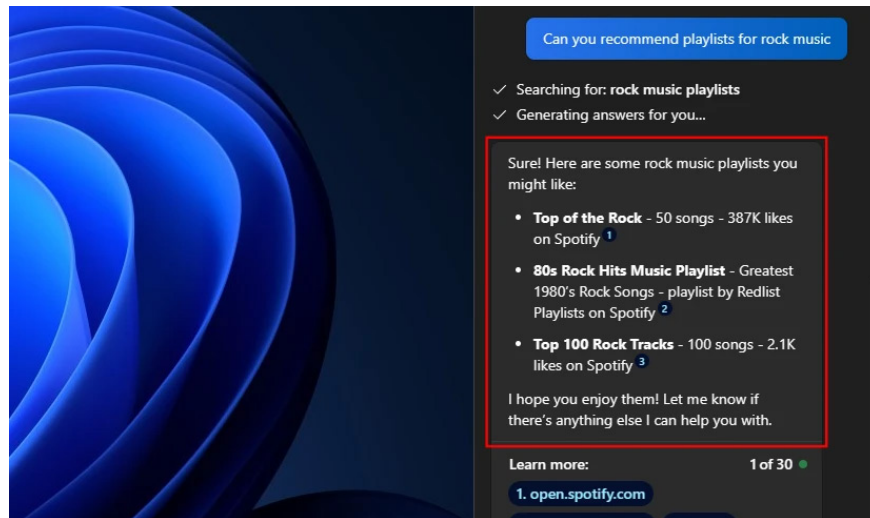 Can you recommend playlists for rock music
Searching for: rock music playlists
Generating answers for you...
Sure! Here are some rock music playlists you
might like:
• Top of the Rock - 50 songs - 387K likes
on Spotify 1
• 80s Rock Hits Music Playlist - Greatest
1980's Rock Songs - playlist by Redlist
Playlists on Spotify 2
• Top 100 Rock Tracks - 100 songs - 2.1K
likes on Spotify 3
I hope you enjoy them! Let me know if
there's anything else I can help you with.
Learn more: 1 of 30
1. open.spotify.com